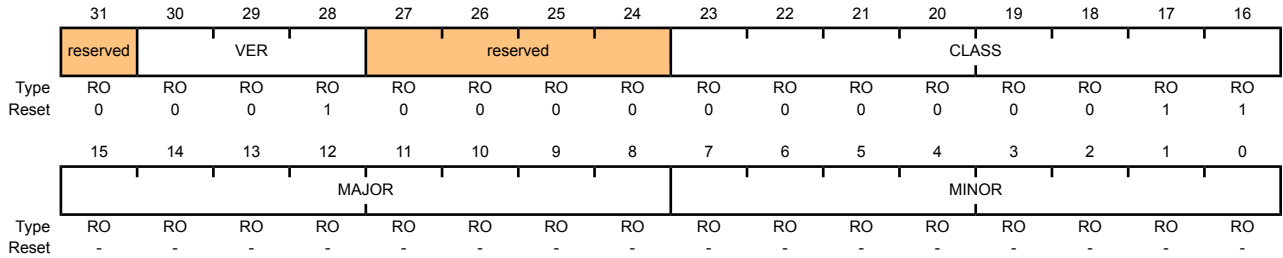 31 30 29 28 27 26 25 24 23 22 21 20 19 18 17 16
reserved VER reserved CLASS
Type RO RO RO RO RO RO RO RO RO RO RO RO RO RO RO RO
Reset 0 0 0 1 0 0 0 0 0 0 0 0 0 0 1 1
15 14 13 12 11 10 9 8 7 6 5 4 3 2 1 0
MAJOR MINOR
Type RO RO RO RO RO RO RO RO RO RO RO RO RO RO RO RO
Reset - - - - - - - - - - - - - - - -